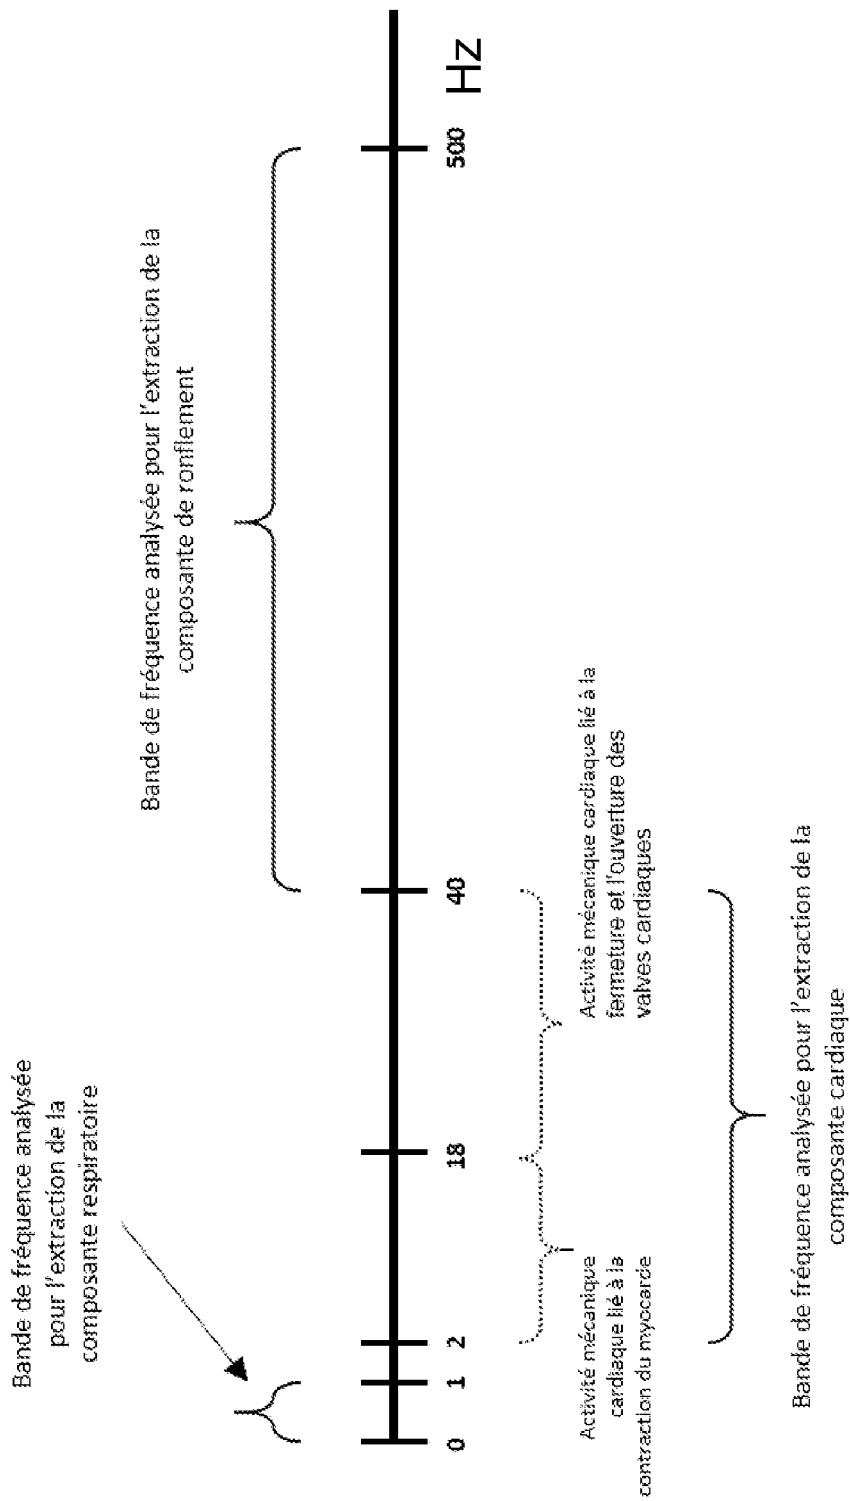 Bande de fréquence analysée
pour l'extraction de la
composante respiratoire
Bande de fréquence analysée pour l'extraction de la
composante de ronflement
0
1
2
18
40
500
Hz
Activité mécanique
cardiaque lié à la
contraction du myocarde
Activité mécanique cardiaque lié à la
fermeture et l'ouverture des
valves cardiaques
Bande de fréquence analysée pour l'extraction de la
composante cardiaque